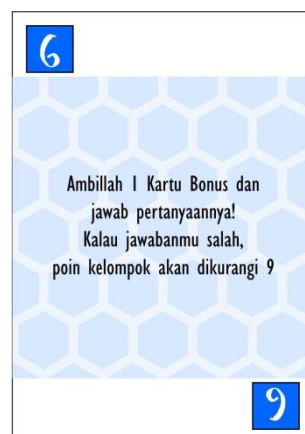 6
Ambillah 1 Kartu Bonus dan
jawab pertanyaannya!
Kalau jawabanmu salah,
poin kelompok akan dikurangi 9
9